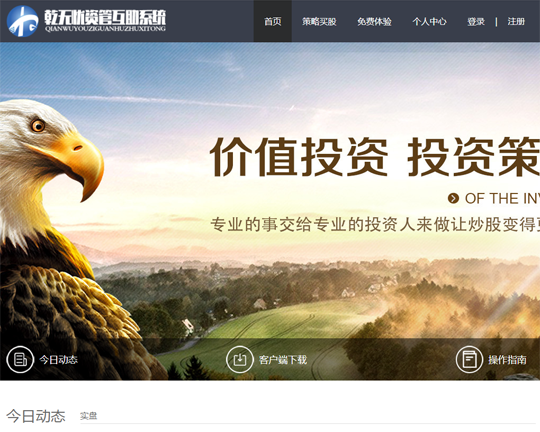 乾无忧资管互助系统
QIANWUYOUZIGUANHUZHUXITONG
首页 策略买股 免费体验 个人中心 登录 | 注册
价值投资 投资策
OF THE IN
专业的事交给专业的投资人来做让炒股变得
今日动态 客户端下载 操作指南
今日动态 实盘